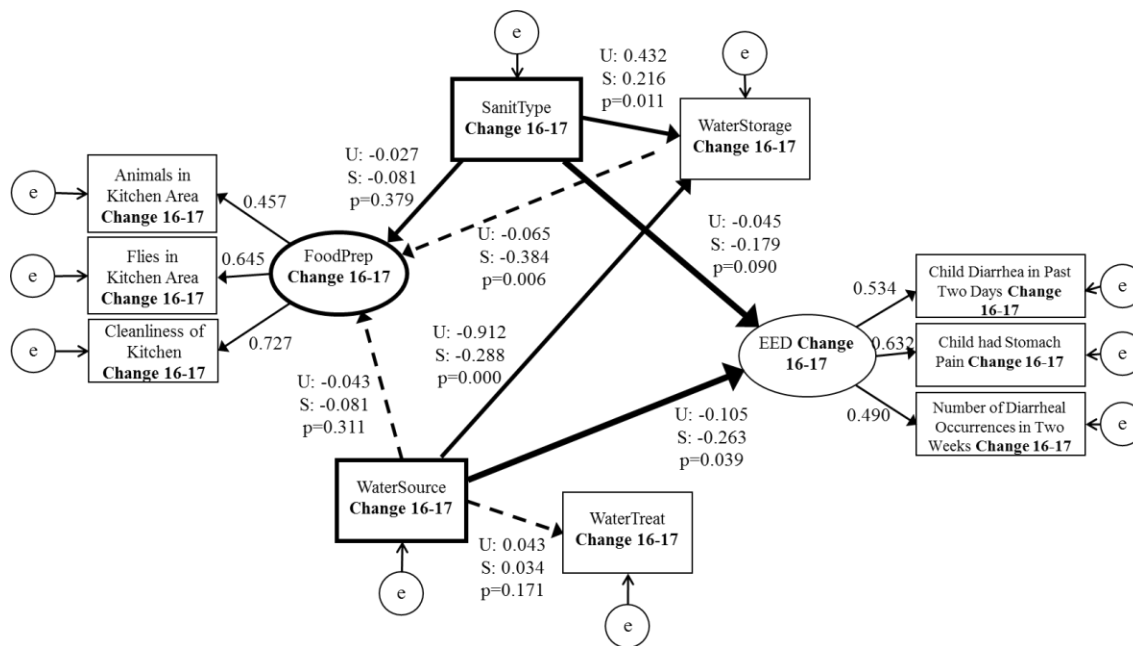 e
U: 0.432
S: 0.216
p=0.011
e
SanitType
Change 16-17
WaterStorage
Change 16-17
U: -0.027
S: -0.081
p=0.379
e
Animals in
Kitchen Area
Change 16-17
0.457
e
Flies in
Kitchen Area
Change 16-17
0.645
FoodPrep
Change 16-17
e
Cleanliness of
Kitchen
Change 16-17
0.727
U: -0.065
S: -0.384
p=0.006
U: -0.045
S: -0.179
p=0.090
U: -0.912
S: -0.288
p=0.000
U: -0.043
S: -0.081
p=0.311
EED Change
16-17
0.534
Child Diarrhea in Past
Two Days Change
16-17
e
0.632
Child had Stomach
Pain Change 16-17
e
0.490
Number of Diarrheal
Occurrences in Two
Weeks Change 16-17
e
U: -0.105
S: -0.263
p=0.039
WaterSource
Change 16-17
U: 0.043
S: 0.034
p=0.171
WaterTreat
Change 16-17
e
e